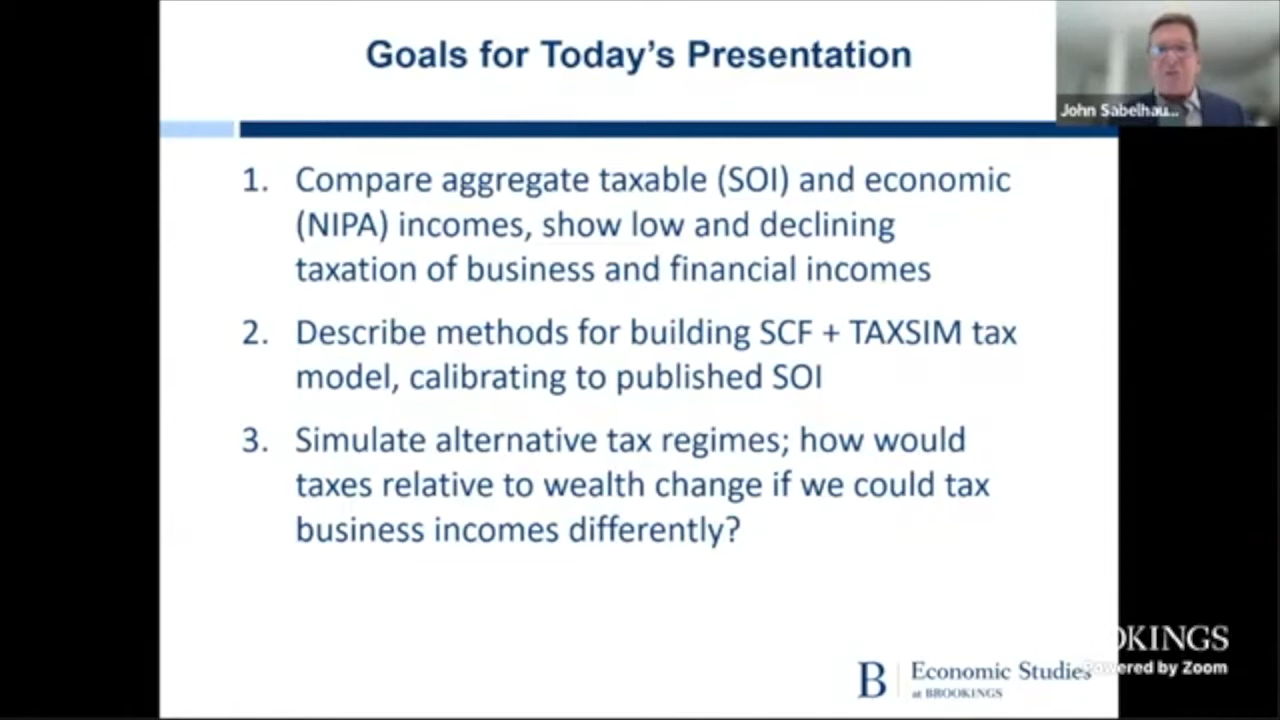 Goals for Today's Presentation
John Sabelhau...
1. Compare aggregate taxable (SOI) and economic
(NIPA) incomes, show low and declining
taxation of business and financial incomes
2. Describe methods for building SCF + TAXSIM tax
model, calibrating to published SOI
3. Simulate alternative tax regimes; how would
taxes relative to wealth change if we could tax
business incomes differently?
B Economic Studies
at BROOKINGS
OKINGS
Powered by Zoom